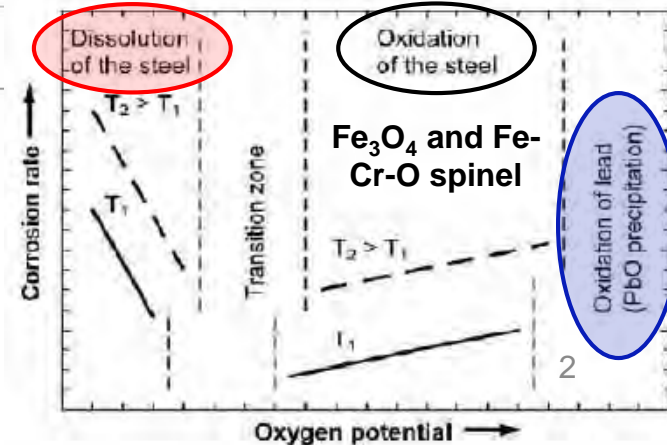 Dissolution
of the steel
Oxidation
of the steel
T₂ > T₁
T₁
Fe₃O₄ and Fe-
Cr-O spinel
Transition zone
T₂ > T₁
T₁
Oxidation of lead
(PbO precipitation)
2
Corrosion rate
Oxygen potential